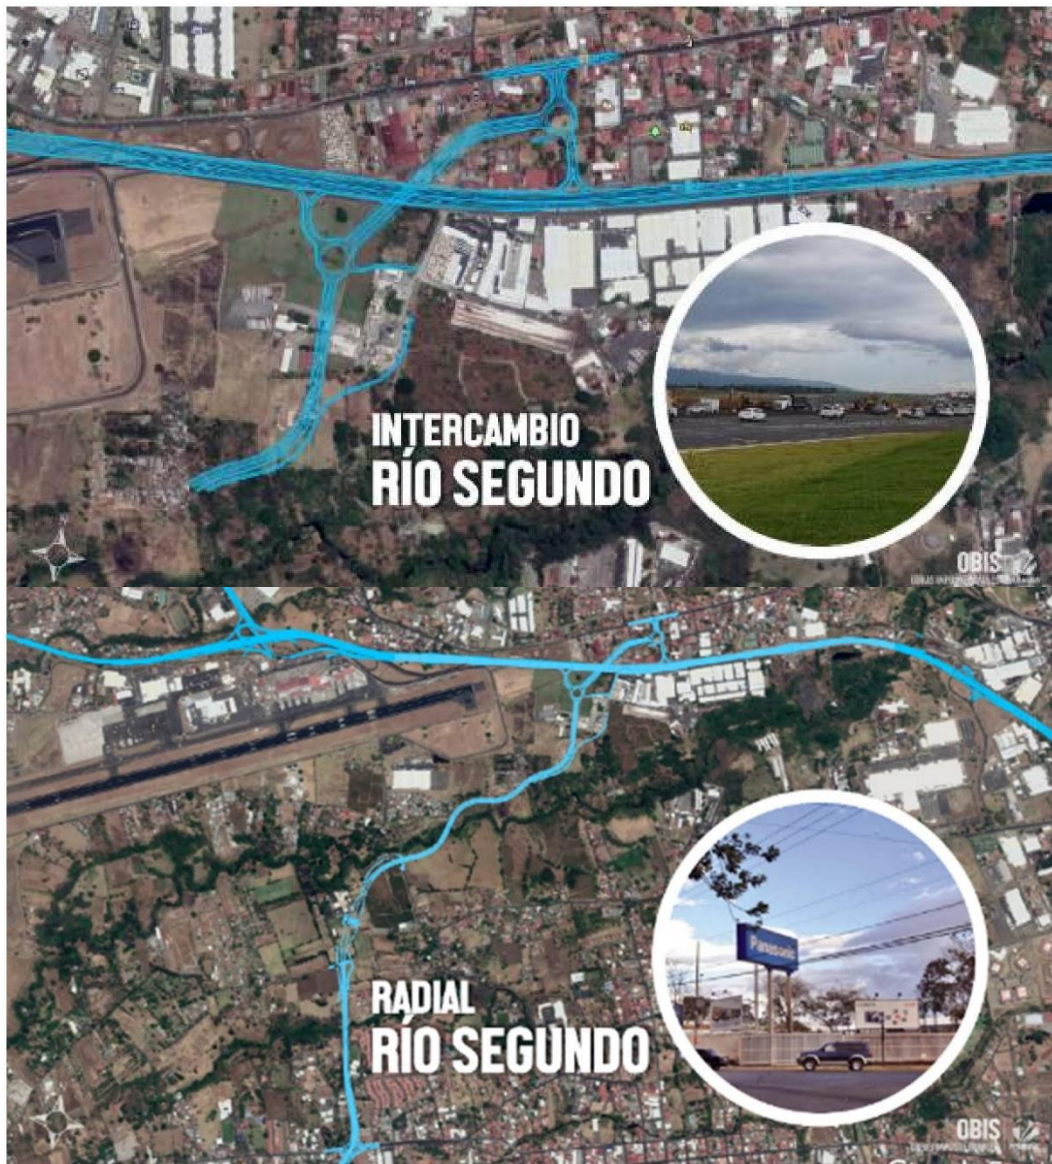 INTERCAMBIO
RÍO SEGUNDO
OBIS
RADIAL
RÍO SEGUNDO
Panasonic
OBIS